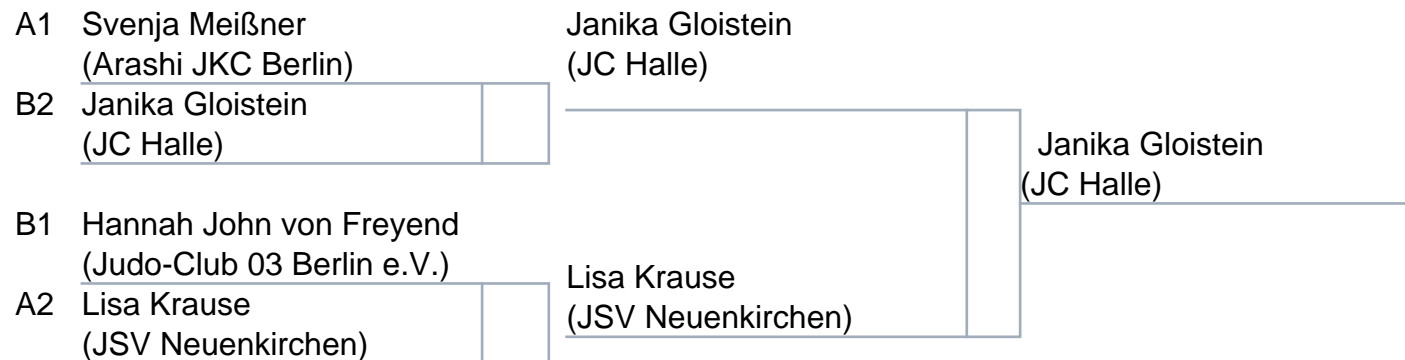 A1 Svenja Meißner
(Arashi JKC Berlin)
B2 Janika Gloistein
(JC Halle)
B1 Hannah John von Freyend
(Judo-Club 03 Berlin e.V.)
A2 Lisa Krause
(JSV Neuenkirchen)
Janika Gloistein
(JC Halle)
Lisa Krause
(JSV Neuenkirchen)
Janika Gloistein
(JC Halle)